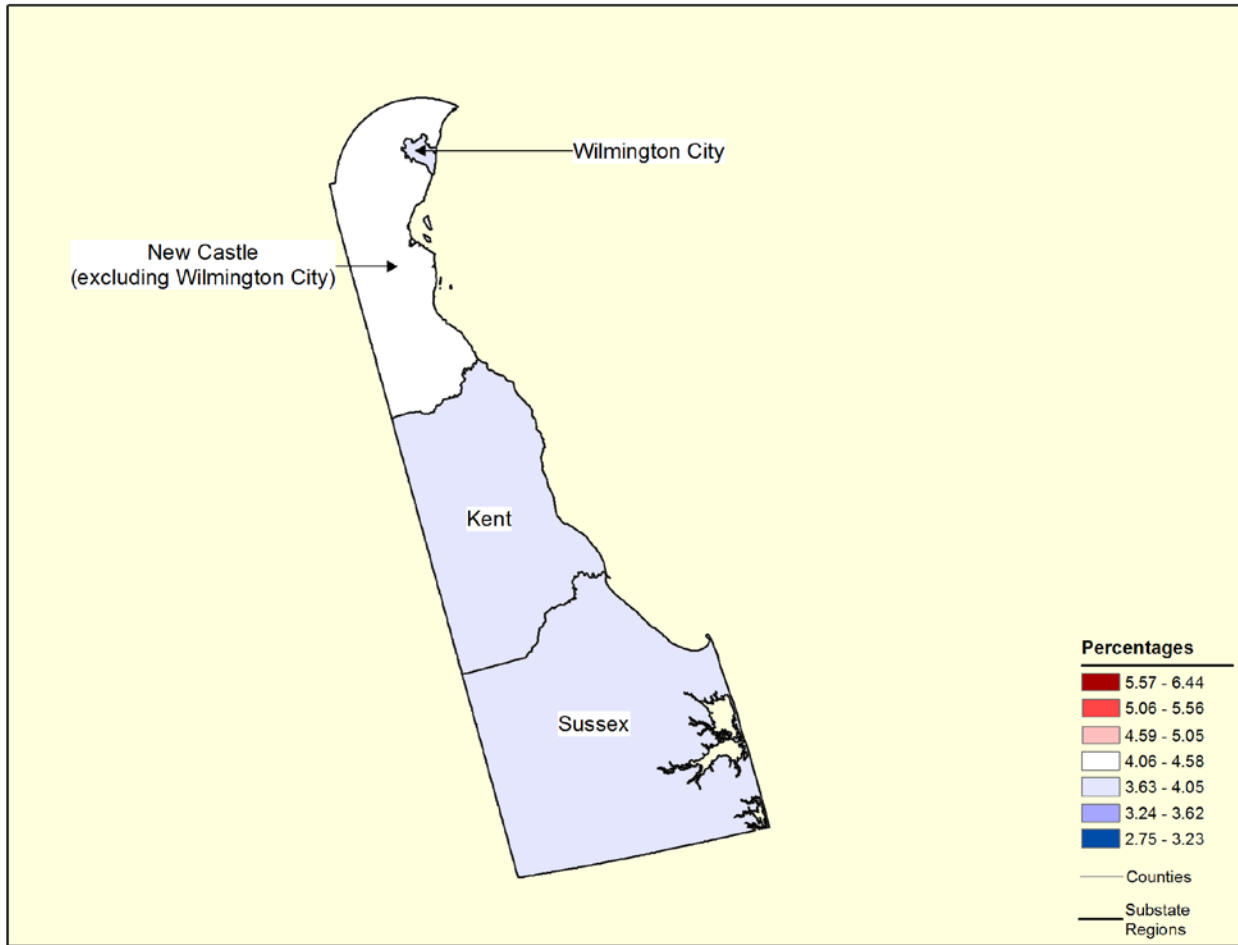 Wilmington City
New Castle
(excluding Wilmington City)
Kent
Sussex
Percentages
5.57 - 6.44
5.06 - 5.56
4.59 - 5.05
4.06 - 4.58
3.63 - 4.05
3.24 - 3.62
2.75 - 3.23
Counties
Substate
Regions